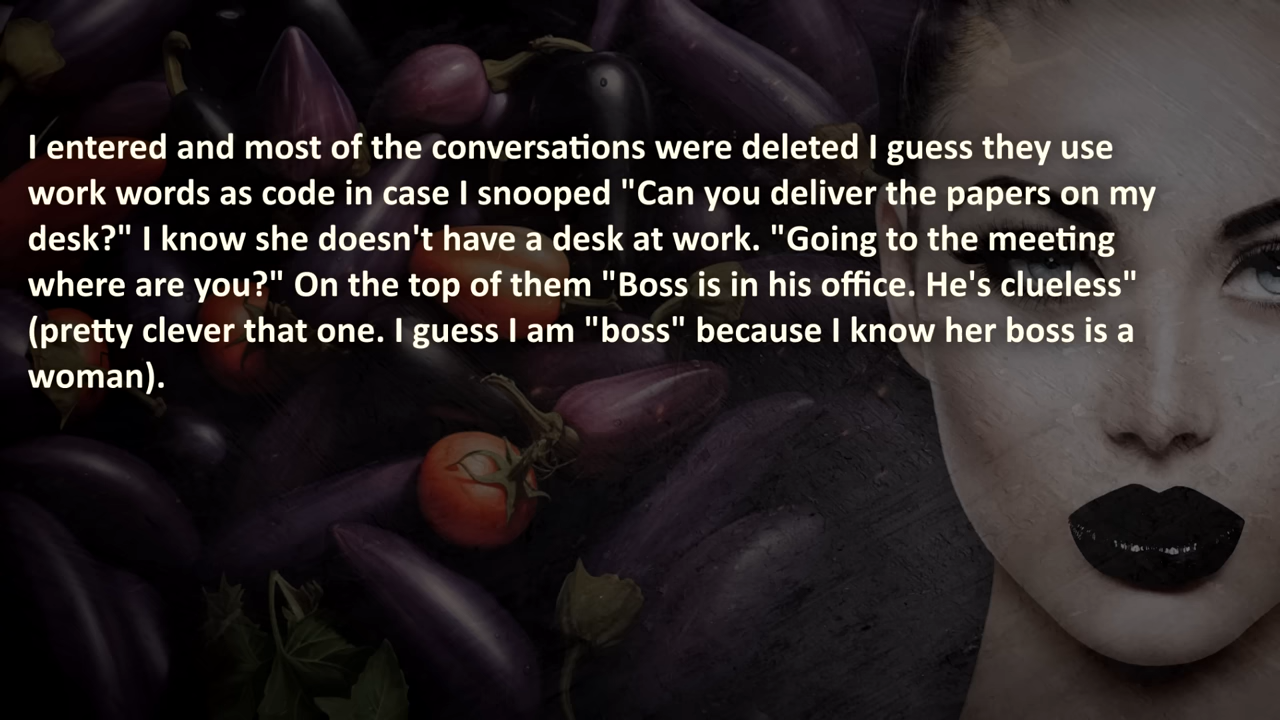 I entered and most of the conversations were deleted I guess they use
work words as code in case I snooped "Can you deliver the papers on my
desk?" I know she doesn't have a desk at work. "Going to the meeting
where are you?" On the top of them "Boss is in his office. He's clueless"
(pretty clever that one. I guess I am "boss" because I know her boss is a
woman).